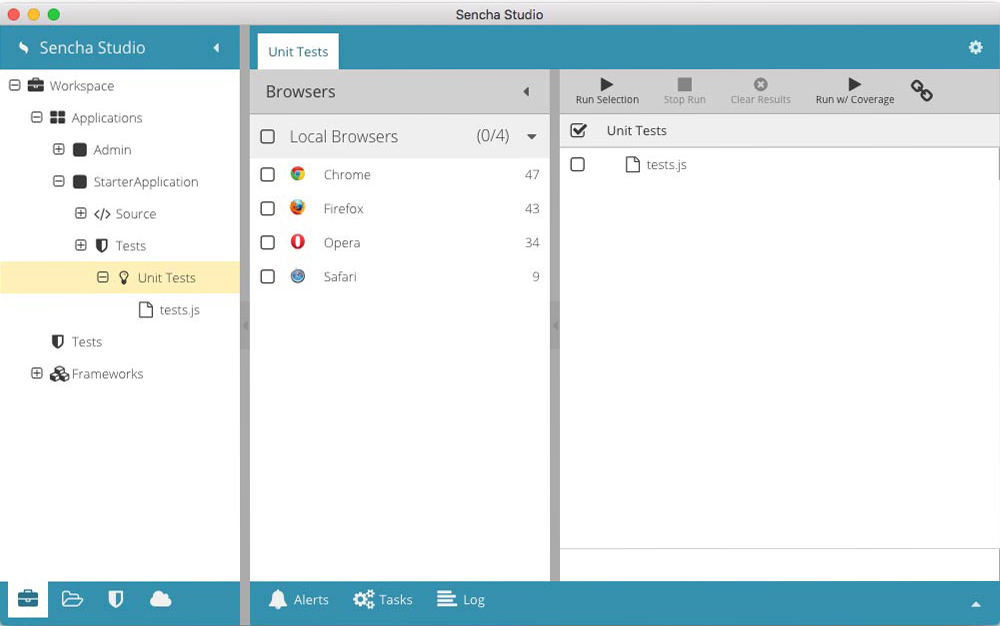 Sencha Studio
Sencha Studio
Workspace
Applications
Admin
StarterApplication
</> Source
Tests
Unit Tests
tests.js
Tests
Frameworks
Unit Tests
Browsers
Local Browsers (0/4)
Chrome 47
Firefox 43
Opera 34
Safari 9
Run Selection
Stop Run
Clear Results
Run w/ Coverage
Unit Tests
tests.js
Alerts
Tasks
Log